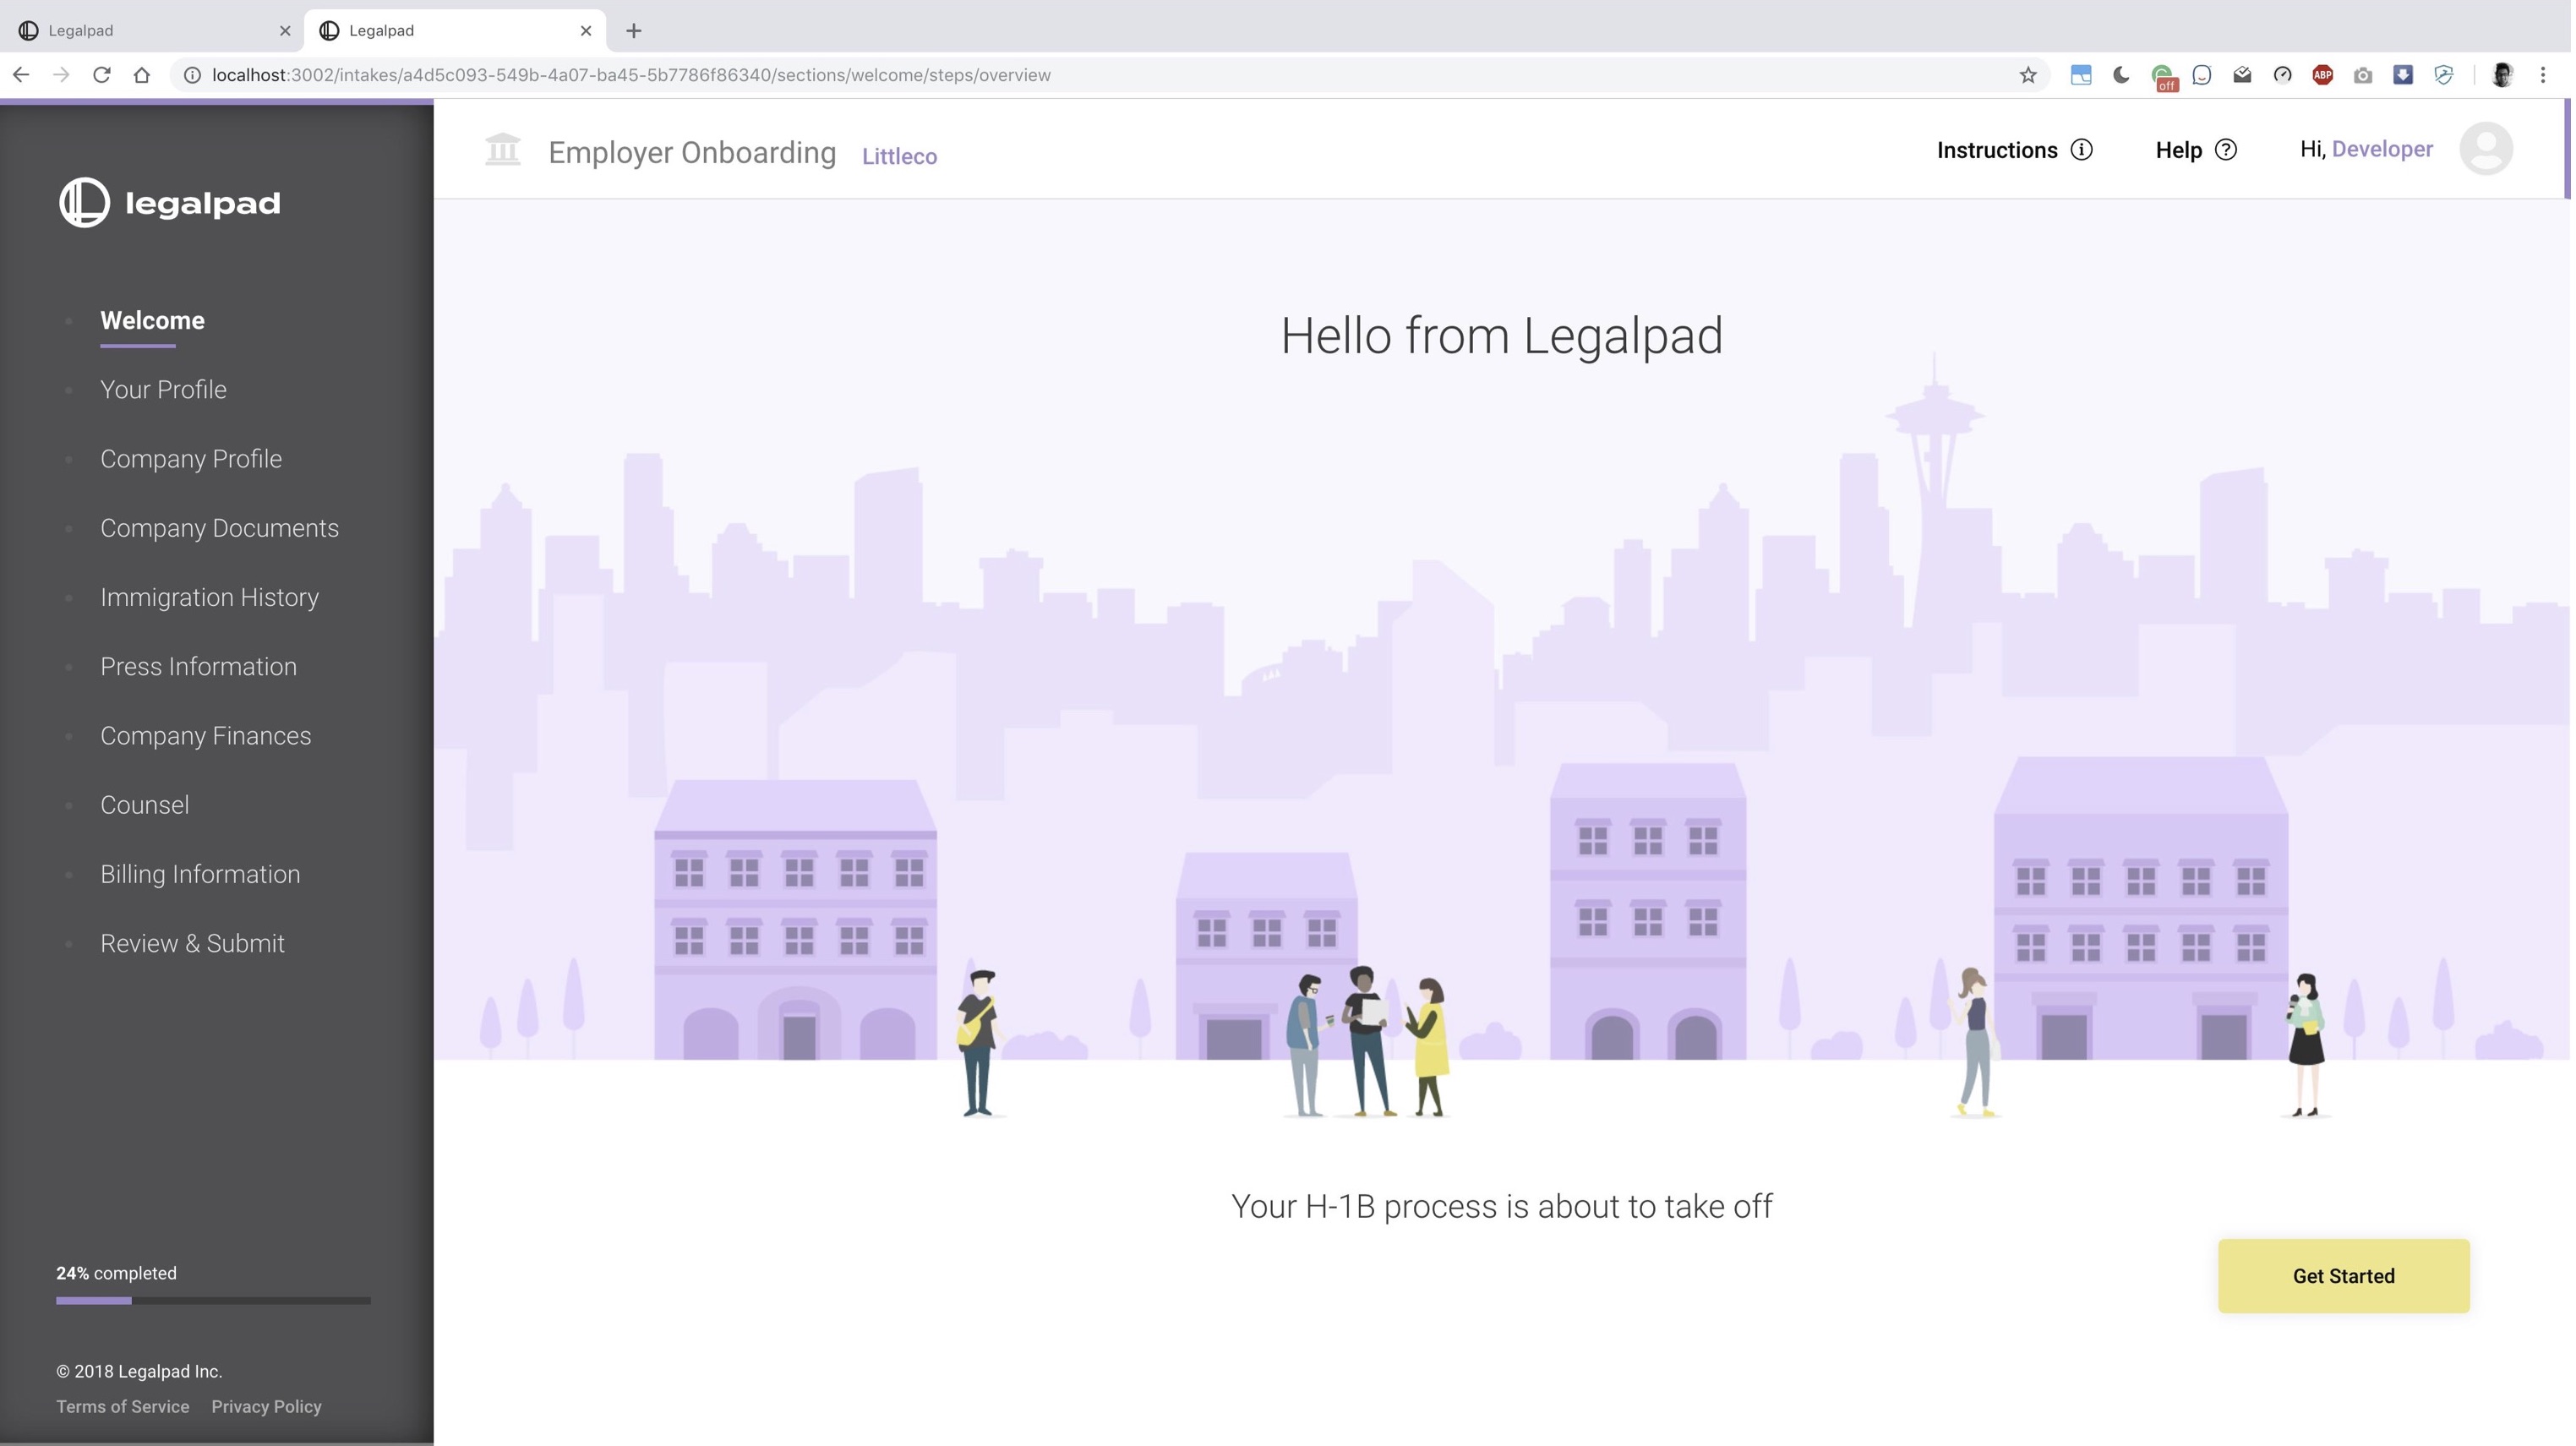 Legalpad
Legalpad
localhost:3002/intakes/a4d5c093-549b-4a07-ba45-5b7786f86340/sections/welcome/steps/overview
off
ABP
legalpad
Employer Onboarding Littleco
Instructions
Help
Hi, Developer
Welcome
Your Profile
Company Profile
Company Documents
Immigration History
Press Information
Company Finances
Counsel
Billing Information
Review & Submit
24% completed
© 2018 Legalpad Inc.
Terms of Service Privacy Policy
Hello from Legalpad
Your H-1B process is about to take off
Get Started